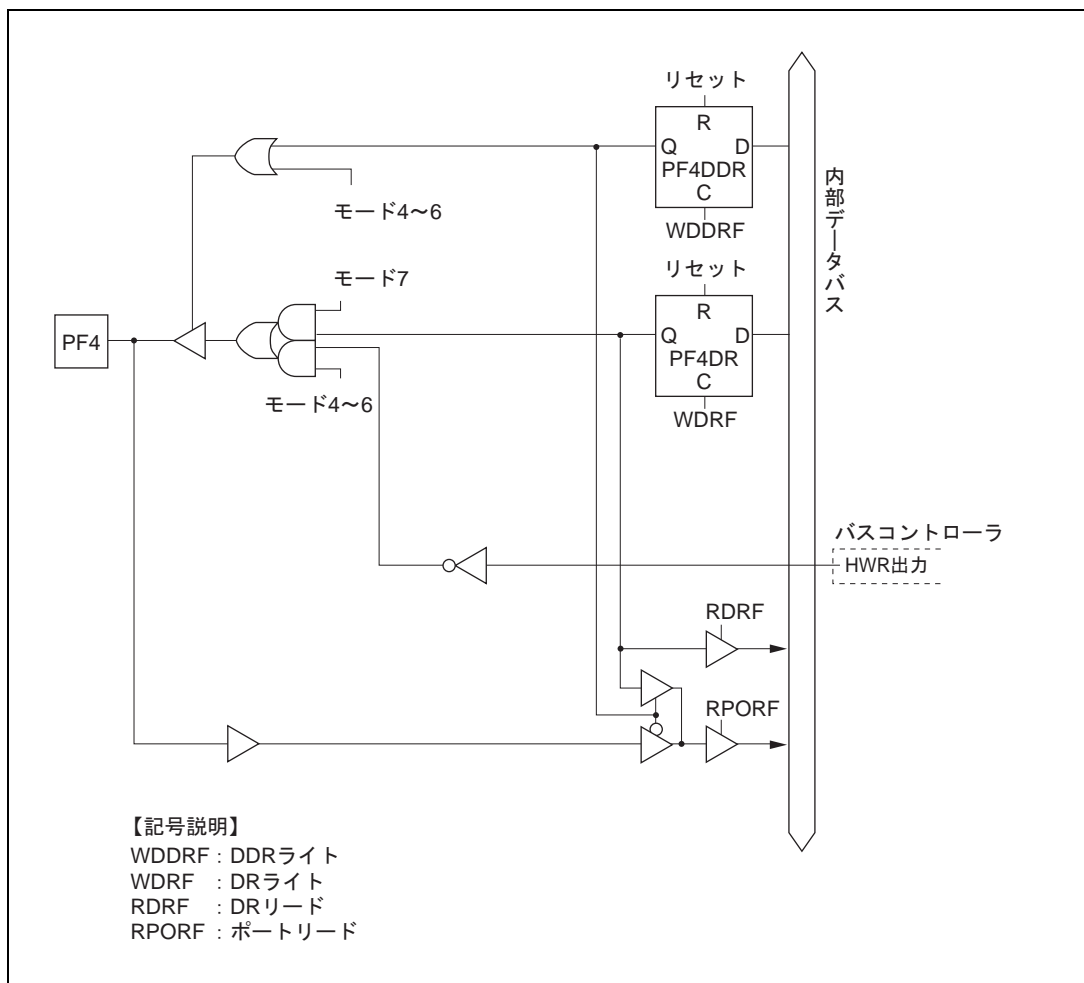 リセット
R
Q
D
PF4DDR
C
WDDRF
内部データバス
モード4～6
リセット
R
Q
D
PF4DR
C
WDRF
モード7
PF4
モード4～6
バスコントローラ
HWR出力
RDRF
RPORF
【記号説明】
WDDRF：DDRライト
WDRF：DRライト
RDRF：DRリード
RPORF：ポートリード